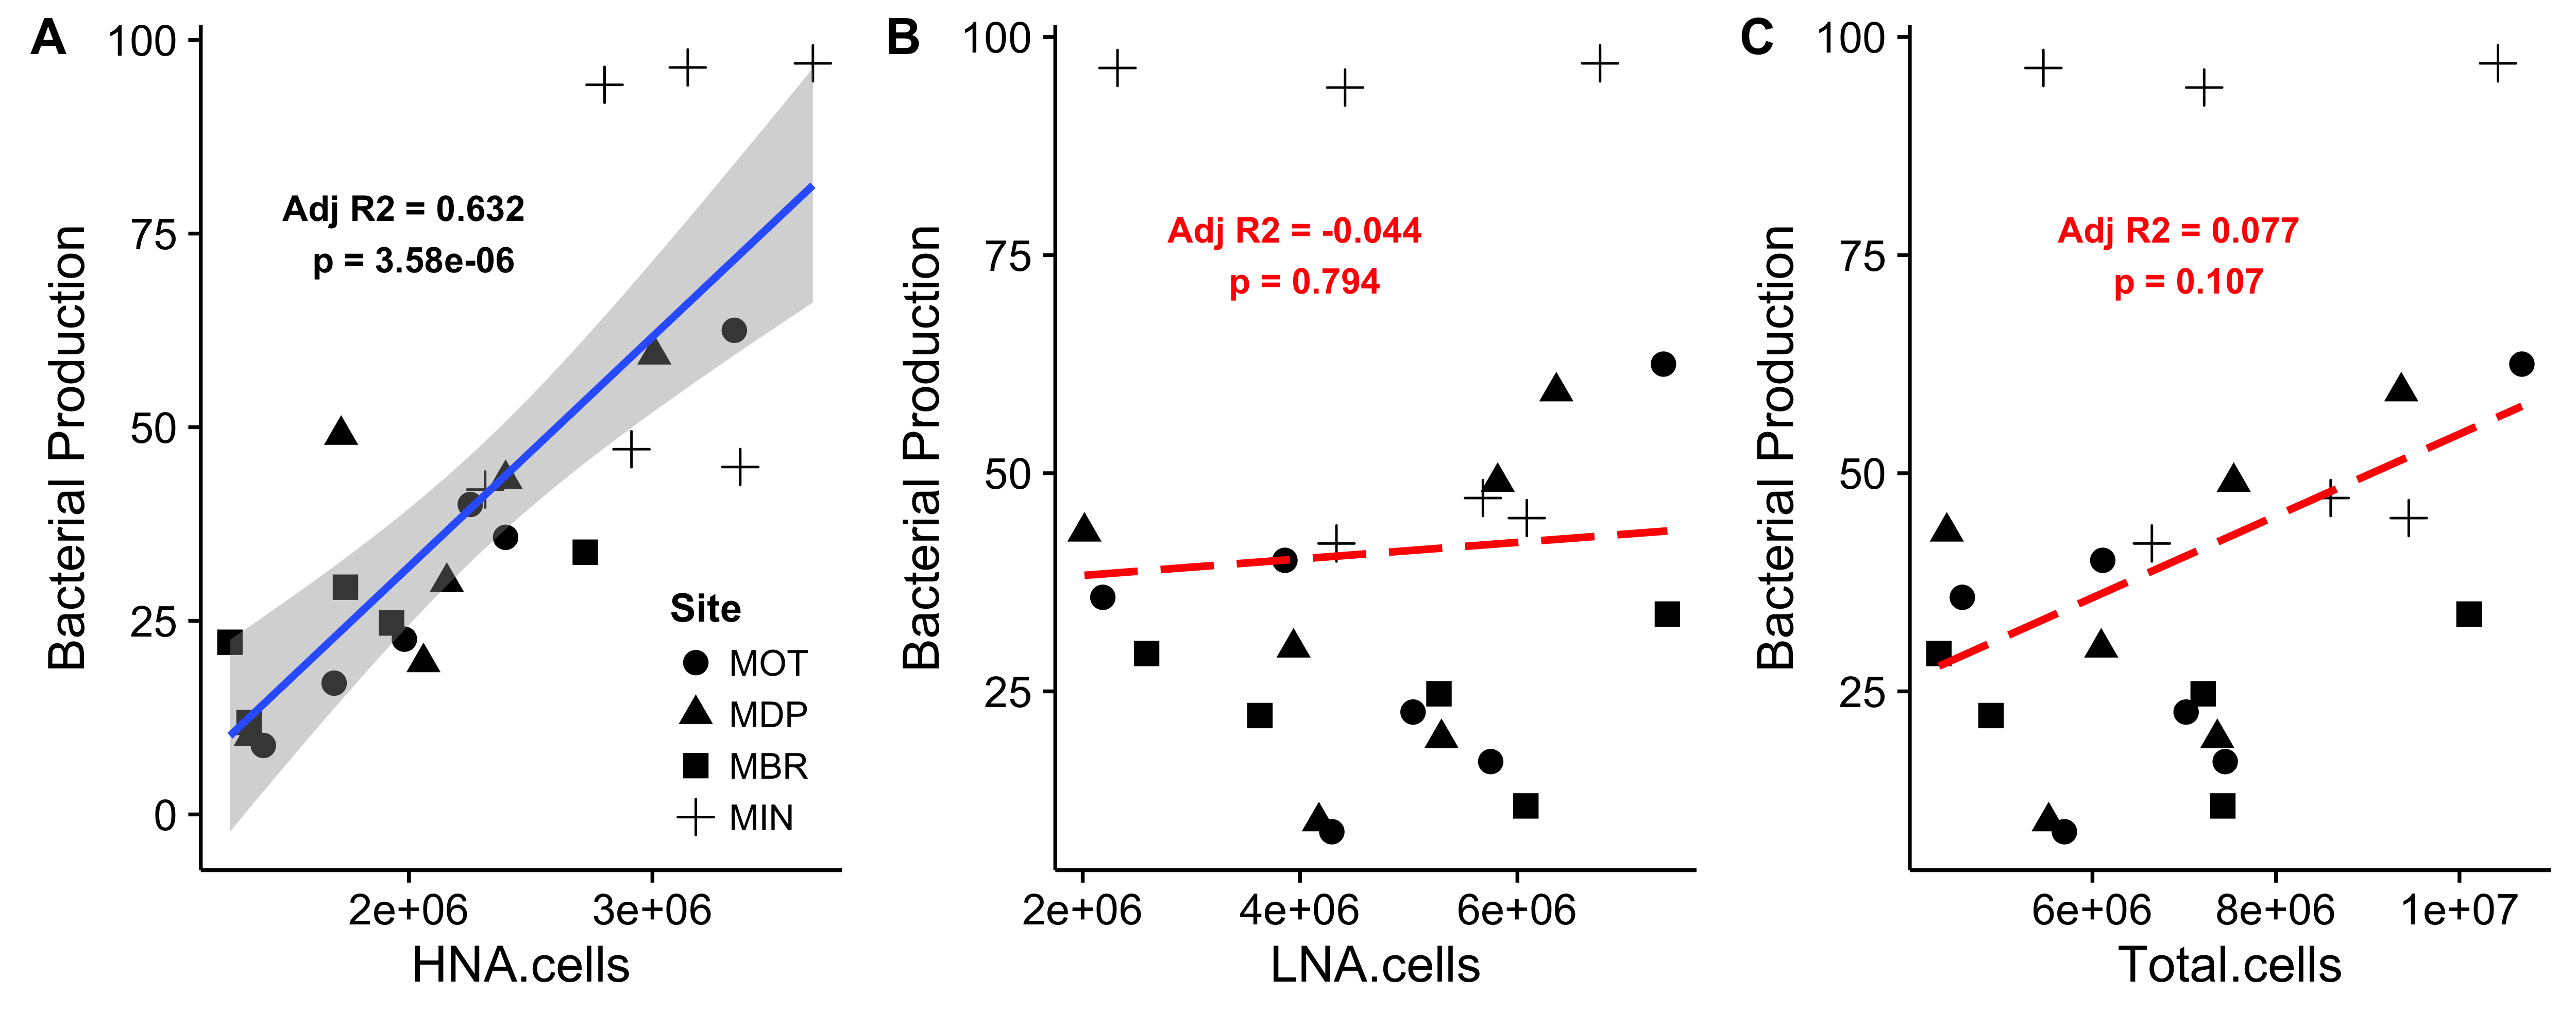 A
100
75
50
25
0
Bacterial Production
Adj R2 = 0.632
p = 3.58e-06
Site
MOT
MDP
MBR
MIN
2e+06 3e+06
HNA.cells
B
100
75
50
25
Bacterial Production
Adj R2 = -0.044
p = 0.794
2e+06 4e+06 6e+06
LNA.cells
C
100
75
50
25
Bacterial Production
Adj R2 = 0.077
p = 0.107
6e+06 8e+06 1e+07
Total.cells